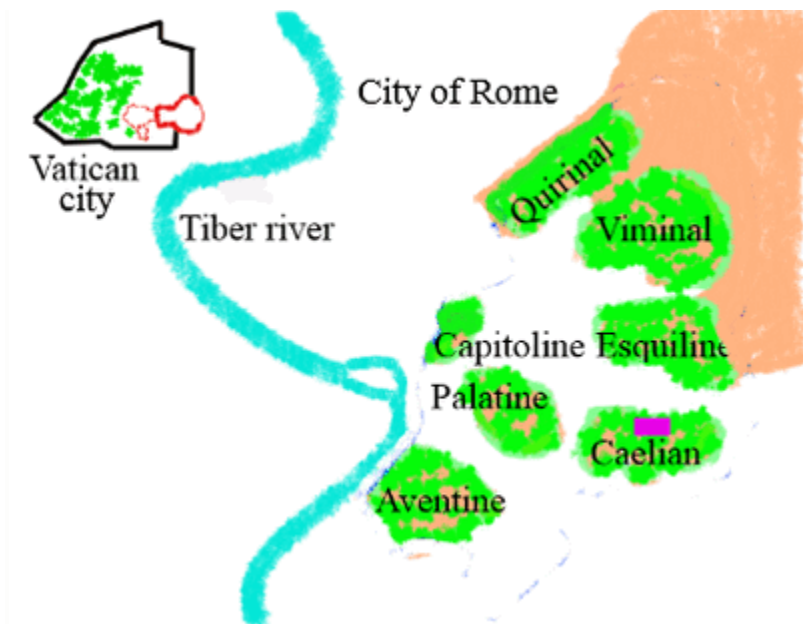 City of Rome
Vatican
city
Tiber river
Quirinal
Viminal
Capitoline
Esquiline
Palatine
Caelian
Aventine